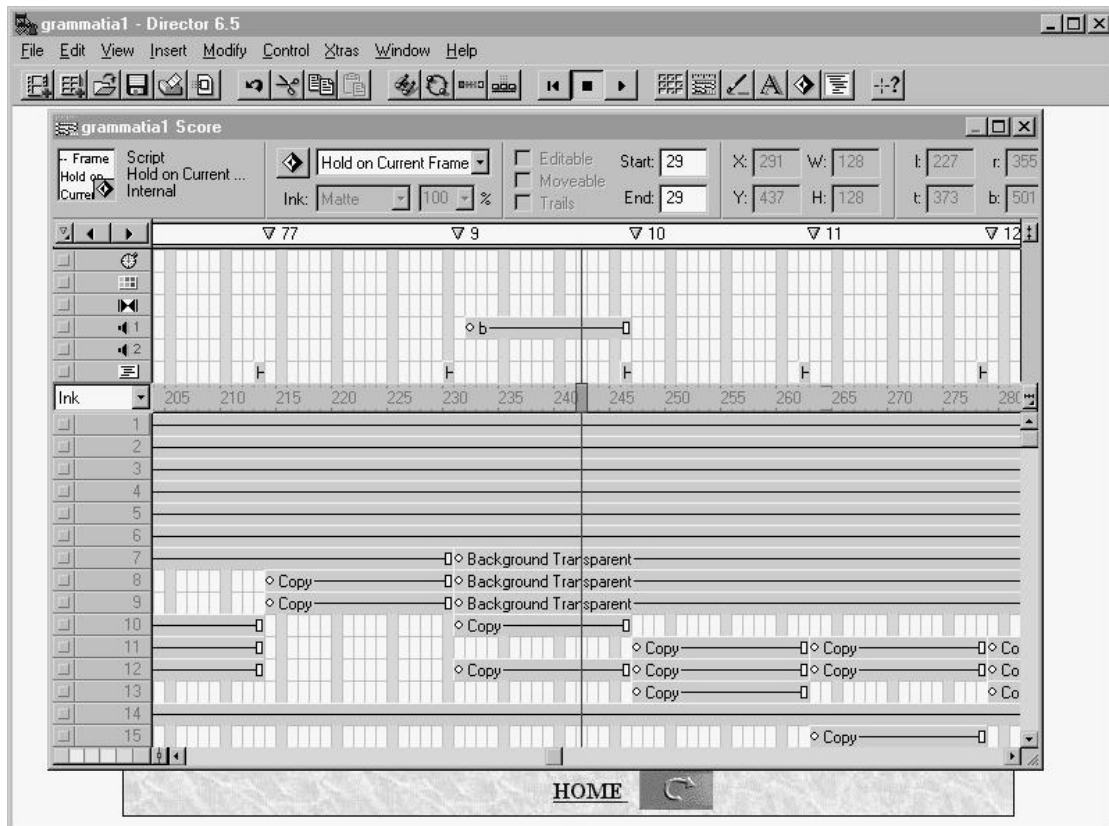 grammatia1 - Director 6.5
File Edit View Insert Modify Control Xtras Window Help
grammatia1 Score
-- Frame
Hold on
Currei
Script
Hold on Current ...
Internal
Hold on Current Frame
Ink: Matte 100 %
Editable
Moveable
Trails
Start: 29
End: 29
X: 291 W: 128 l: 227 r: 355
Y: 437 H: 128 t: 373 b: 501
77 9 10 11 12
1 b
2
Ink 205 210 215 220 225 230 235 240 245 250 255 260 265 270 275 280
1
2
3
4
5
6
7 Background Transparent
8 Copy Background Transparent
9 Copy Background Transparent
10 Copy
11 Copy Copy Co
12 Copy Copy Copy Co
13 Copy Co
14
15 Copy
HOME